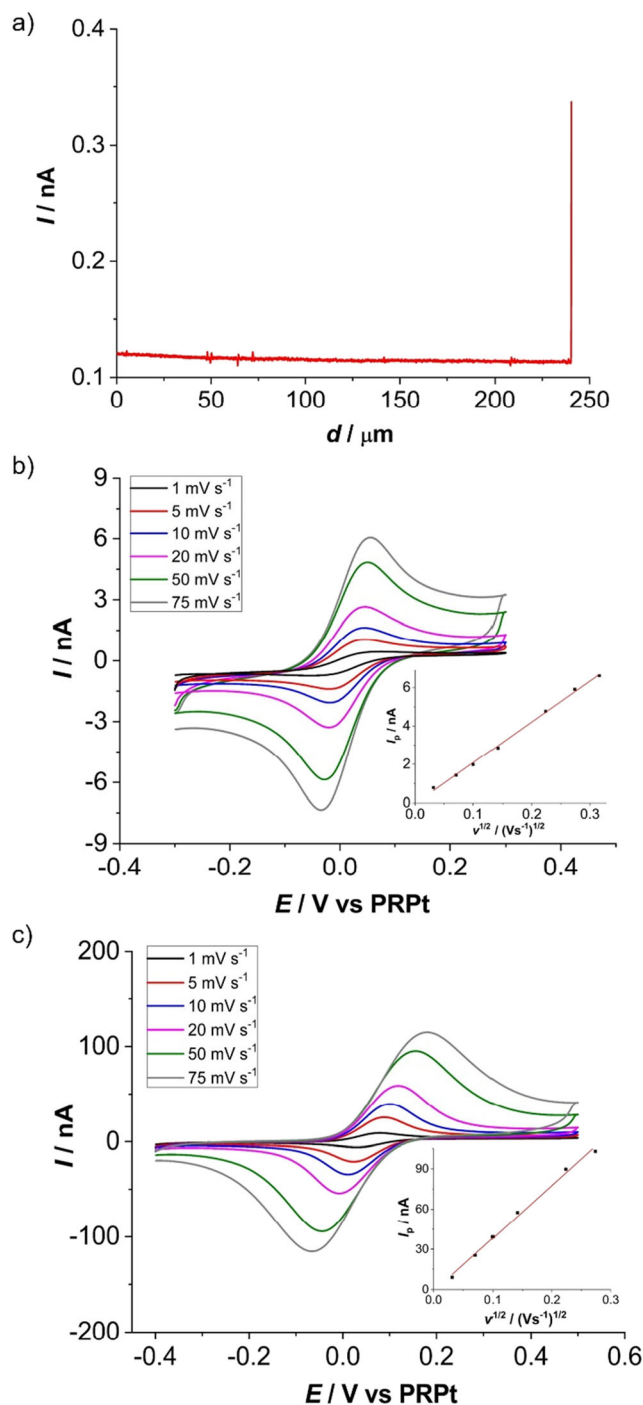 a)
0.4
0.3
0.2
0.1
I / nA
0 50 100 150 200 250
d / μm
b)
9
6
3
0
-3
-6
-9
I / nA
1 mV s⁻¹
5 mV s⁻¹
10 mV s⁻¹
20 mV s⁻¹
50 mV s⁻¹
75 mV s⁻¹
6
4
2
0
Iₚ / nA
0.0 0.1 0.2 0.3
v¹/² / (Vs⁻¹)¹/²
-0.4 -0.2 0.0 0.2 0.4
E / V vs PRPt
c)
200
100
0
-100
-200
I / nA
1 mV s⁻¹
5 mV s⁻¹
10 mV s⁻¹
20 mV s⁻¹
50 mV s⁻¹
75 mV s⁻¹
90
60
30
0
Iₚ / nA
0.0 0.1 0.2 0.3
v¹/² / (Vs⁻¹)¹/²
-0.4 -0.2 0.0 0.2 0.4 0.6
E / V vs PRPt